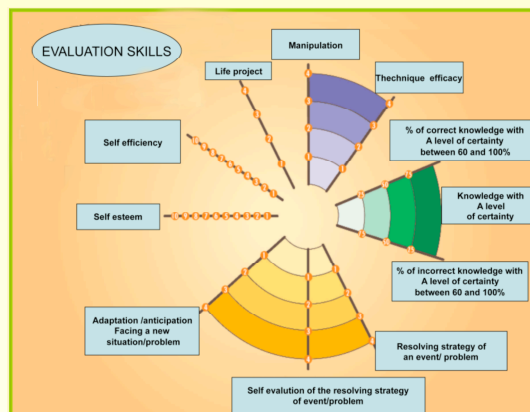 EVALUATION SKILLS
Manipulation
Life project
Thechnique efficacy
% of correct knowledge with
A level of certainty
between 60 and 100%
Self efficiency
Knowledge with
A level
of certainty
Self esteem
% of incorrect knowledge with
A level of certainty
between 60 and 100%
Adaptation /anticipation
Facing a new
situation/problem
Resolving strategy of
an event/ problem
Self evalution of the resolving strategy
of event/problem